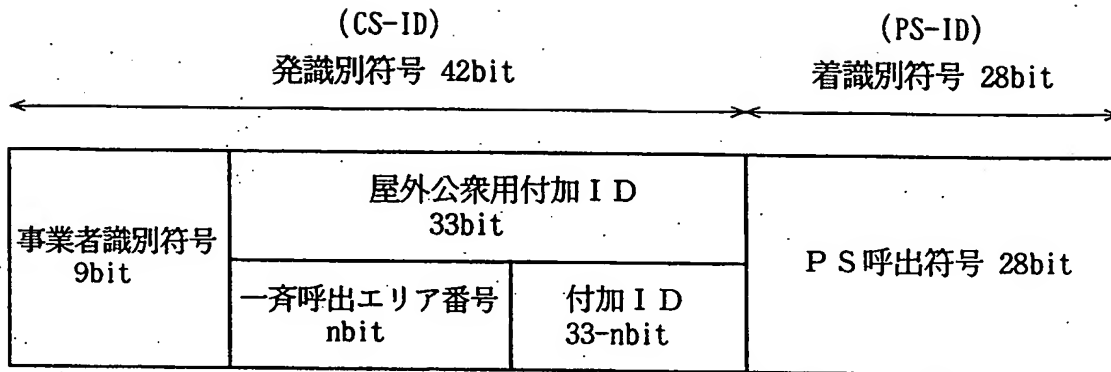 (CS-ID)
発識別符号 42bit
(PS-ID)
着識別符号 28bit
事業者識別符号
9bit
屋外公衆用付加ＩＤ
33bit
一斉呼出エリア番号
nbit
付加ＩＤ
33-nbit
ＰＳ呼出符号 28bit